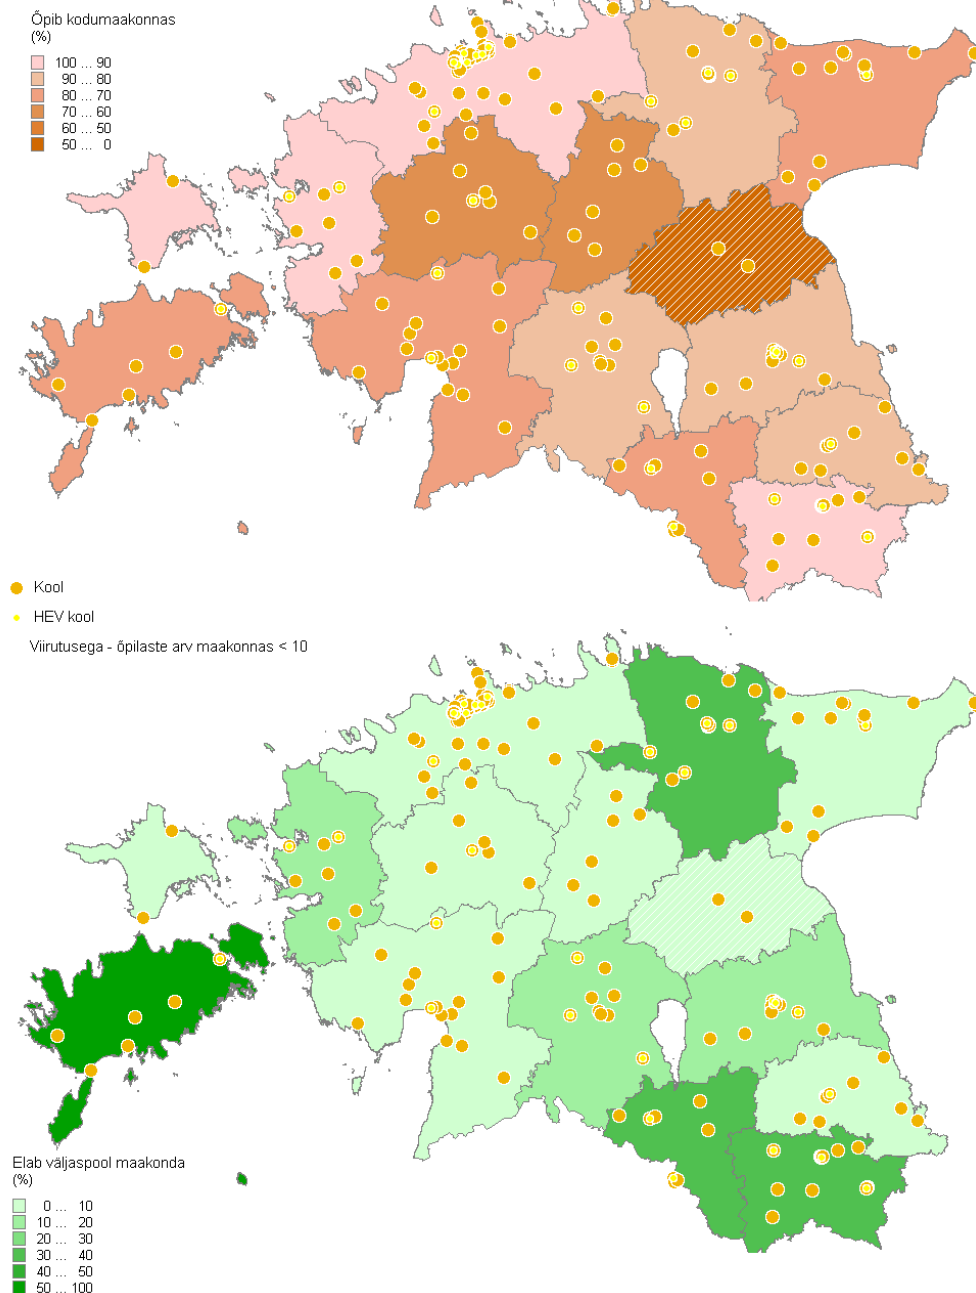 Õpib kodumaakonnas
(%)
100 ... 90
90 ... 80
80 ... 70
70 ... 60
60 ... 50
50 ... 0
Kool
HEV kool
Viirutusega - õpilaste arv maakonnas < 10
Elab väljaspool maakonda
(%)
0 ... 10
10 ... 20
20 ... 30
30 ... 40
40 ... 50
50 ... 100